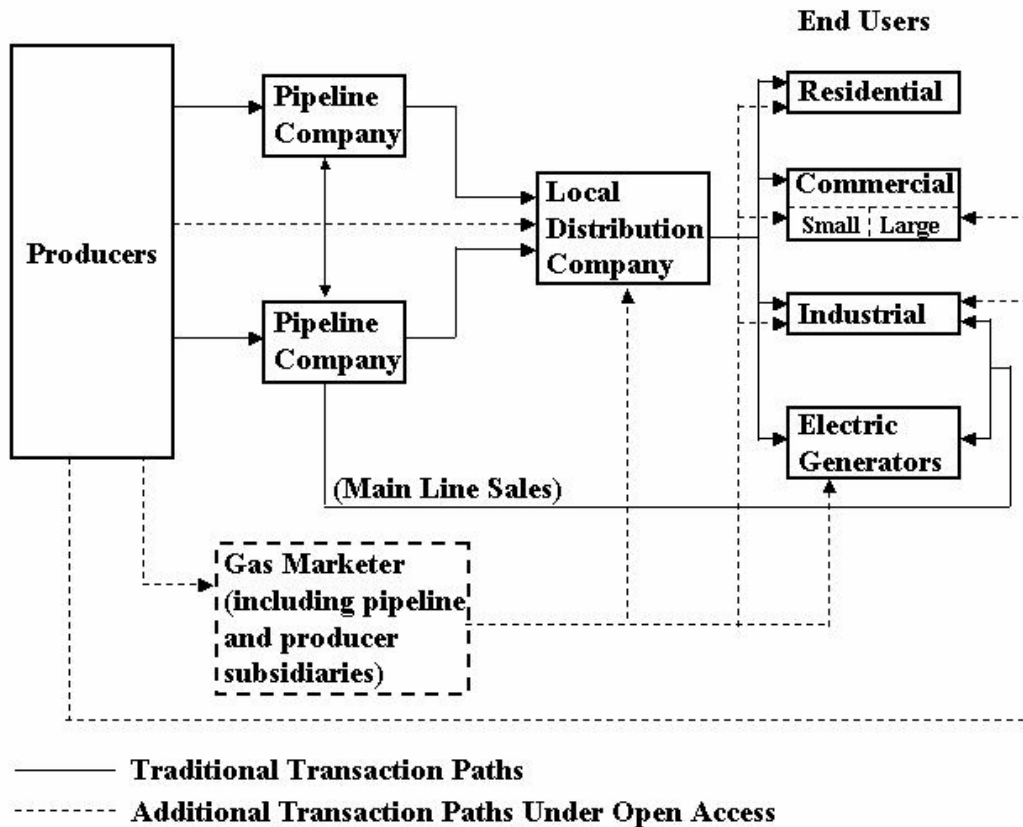 End Users
Producers
Pipeline
Company
Pipeline
Company
Local
Distribution
Company
Residential
Commercial
Small
Large
Industrial
Electric
Generators
(Main Line Sales)
Gas Marketer
(including pipeline
and producer
subsidiaries)
Traditional Transaction Paths
Additional Transaction Paths Under Open Access